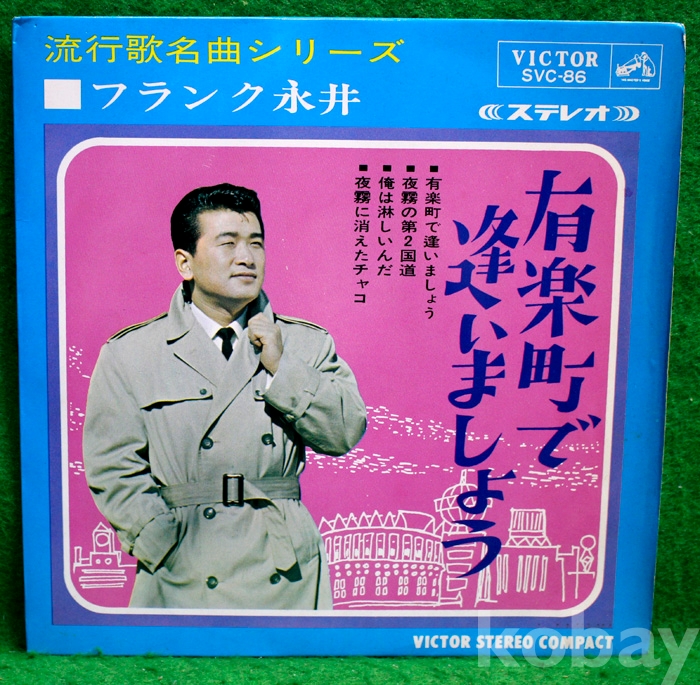 流行歌名曲シリーズ
フランク永井
VICTOR
SVC-86
ステレオ
有楽町で
逢いましょう
■有楽町で逢いましょう
■夜霧の第2国道
■俺は淋しいんだ
■夜霧に消えたチャコ
VICTOR STEREO COMPACT
kobay